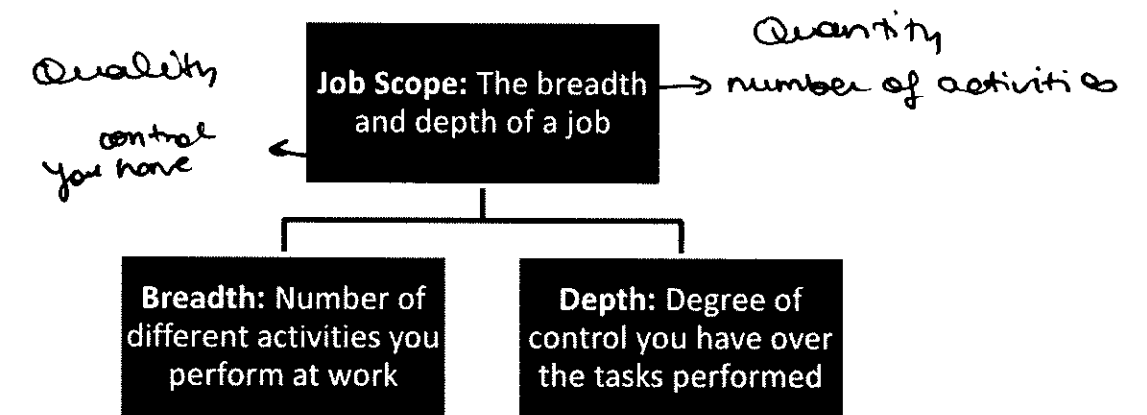 Quantity
Quality
Job Scope: The breadth → number of activities
and depth of a job
control ←
you have
Breadth: Number of
different activities you
perform at work
Depth: Degree of
control you have over
the tasks performed